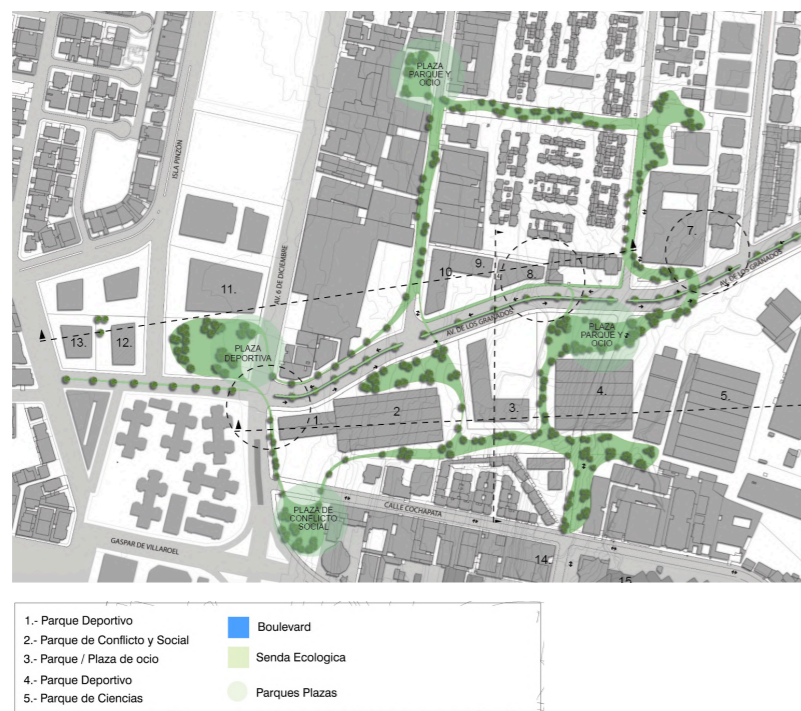 PLAZA
PARQUE Y
OCIO
ISLA PINZÓN
AV. 6 DE DICIEMBRE
7.
9.
10.
8.
AV. DE LOS GRANADOS
11.
13.
12.
PLAZA
DEPORTIVA
AV. DE LOS GRANADOS
PLAZA
PARQUE Y
OCIO
1.
2
3.
4.
5.
PLAZA DE
CONFLICTO
SOCIAL
CALLE COCHAPATA
GASPAR DE VILLAROEL
14
15
1.- Parque Deportivo
2.- Parque de Conflicto y Social
3.- Parque / Plaza de ocio
4.- Parque Deportivo
5.- Parque de Ciencias
Boulevard
Senda Ecologica
Parques Plazas